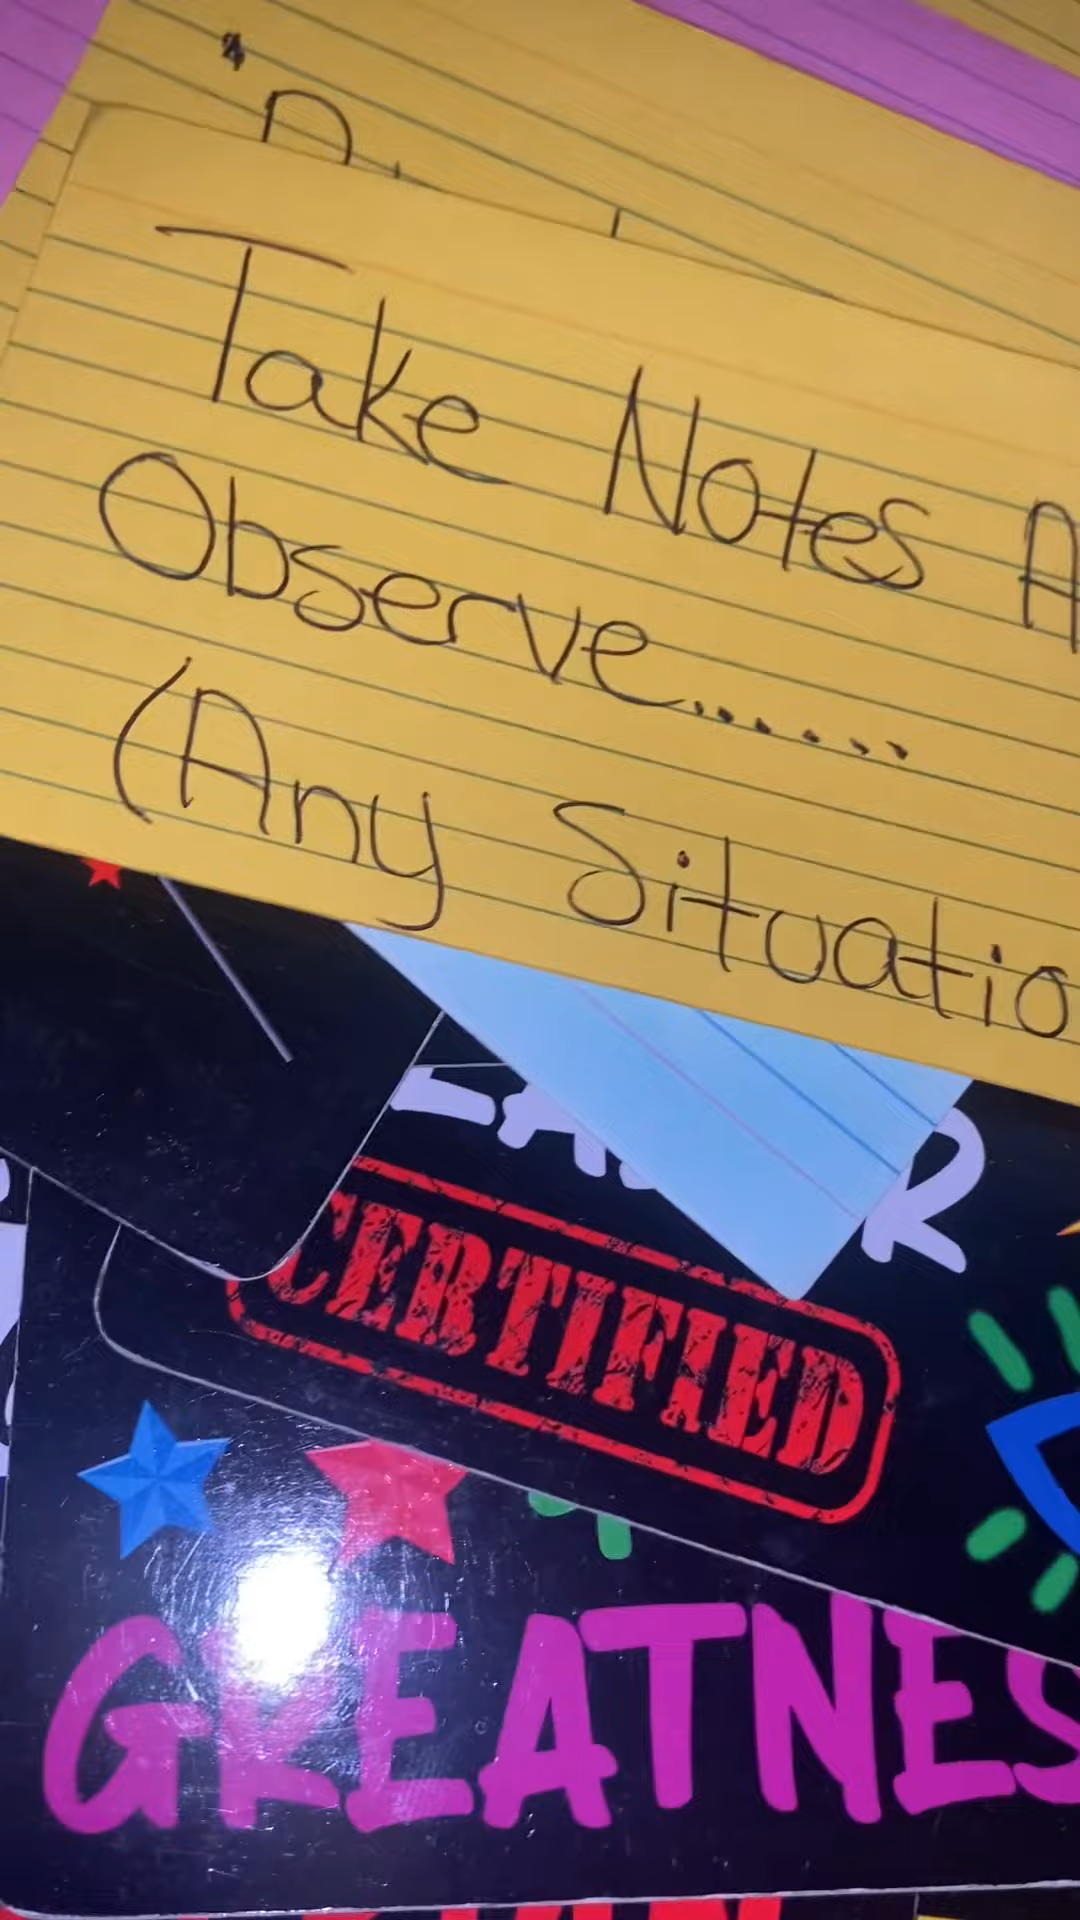 Take Notes A
Observe......
(Any Situatio
CERTIFIED
GREATNES